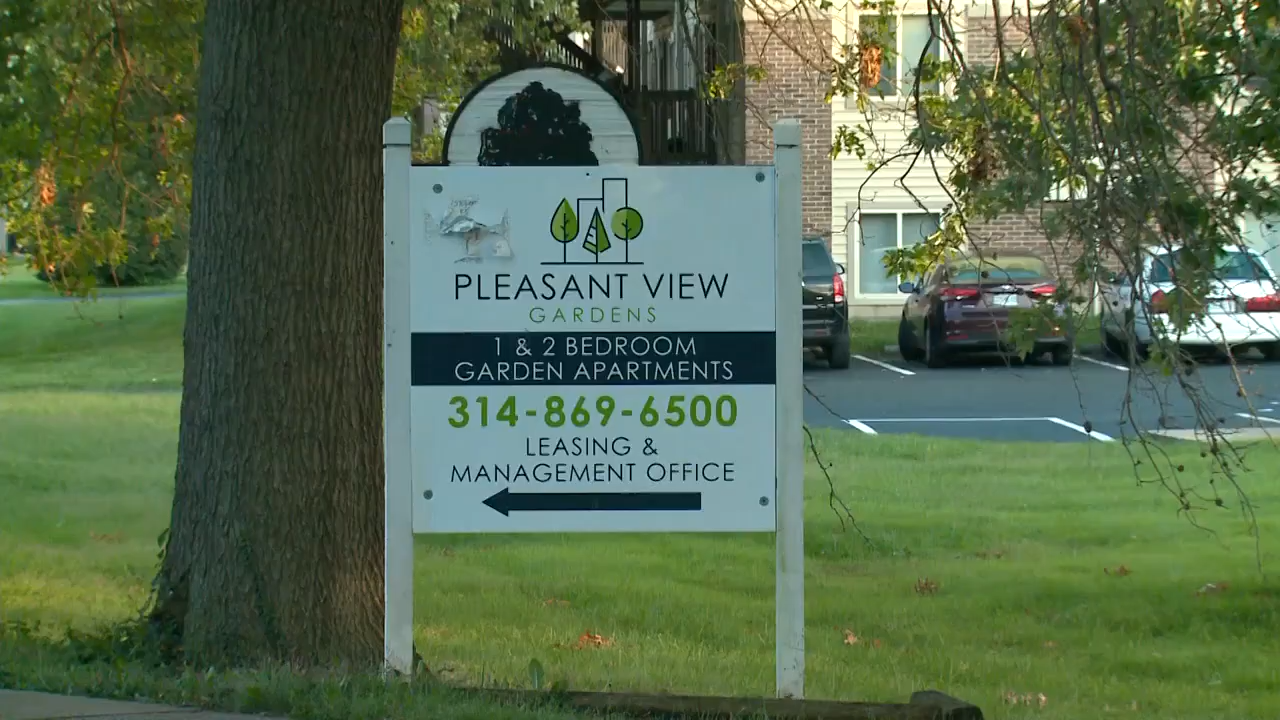 PLEASANT VIEW
GARDENS
1 & 2 BEDROOM
GARDEN APARTMENTS
314-869-6500
LEASING &
MANAGEMENT OFFICE